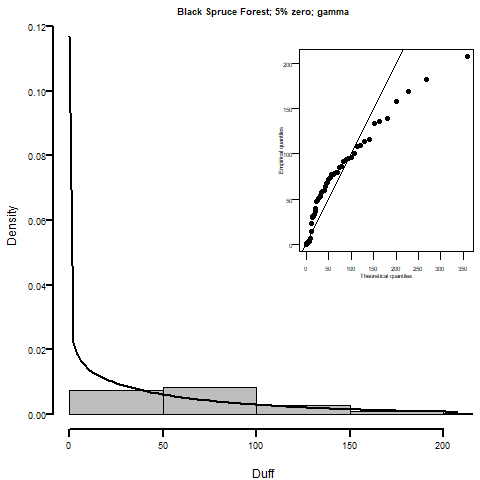 Black Spruce Forest; 5% zero; gamma
0.12
0.10
0.08
0.06
0.04
0.02
0.00
Density
0 50 100 150 200
Duff
200
150
100
50
0
Empirical quantiles
0 50 100 150 200 250 300 350
Theoretical quantiles